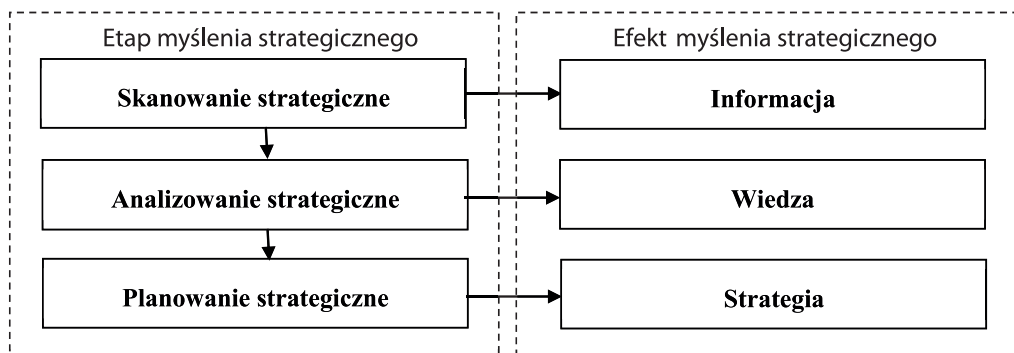 Etap myślenia strategicznego
Efekt myślenia strategicznego
Skanowanie strategiczne
Informacja
Analizowanie strategiczne
Wiedza
Planowanie strategiczne
Strategia